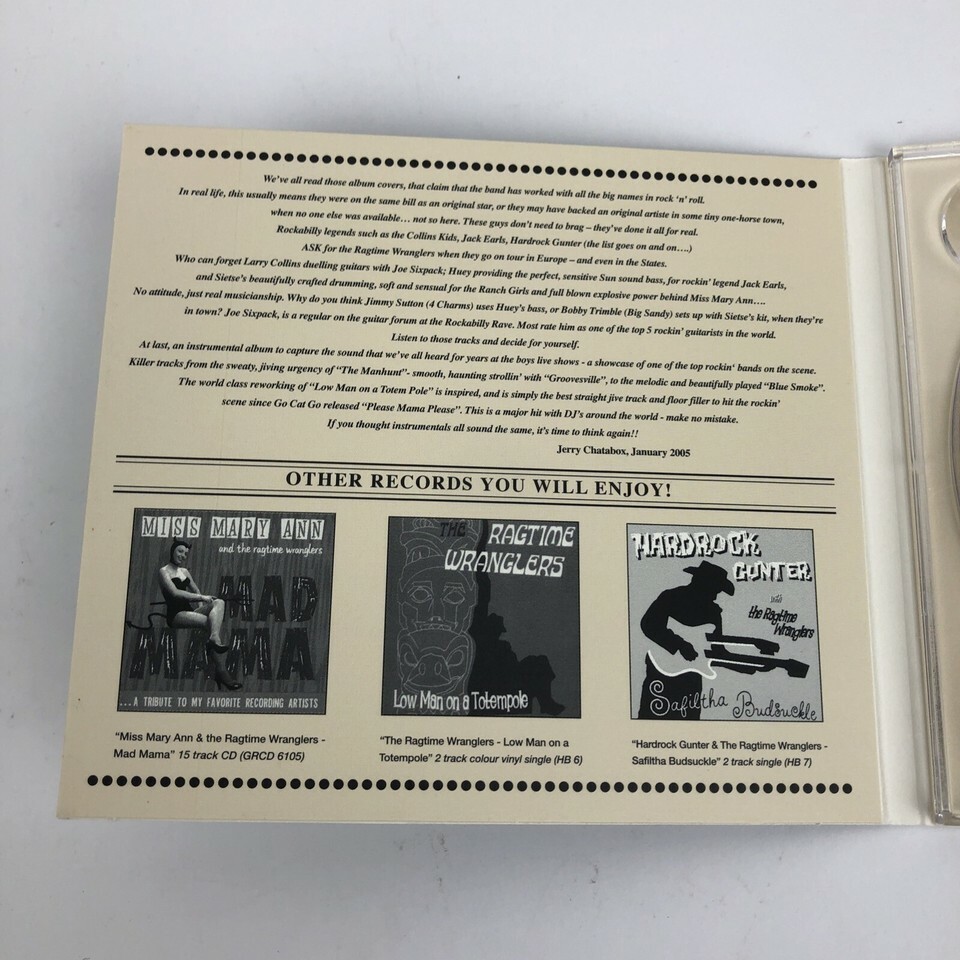 We've all read those album covers, that claim that the band has worked with all the big names in rock 'n' roll.
In real life, this usually means they were on the same bill as an original star, or they may have backed an original artiste in some tiny one-horse town,
when no one else was available... not so here. These guys don't need to brag – they've done it all for real.
Rockabilly legends such as the Collins Kids, Jack Earls, Hardrock Gunter (the list goes on and on....)
ASK for the Ragtime Wranglers when they go on tour in Europe – and even in the States.
Who can forget Larry Collins duelling guitars with Joe Sixpack; Huey providing the perfect, sensitive Sun sound bass, for rockin' legend Jack Earls,
and Sietse's beautifully crafted drumming, soft and sensual for the Ranch Girls and full blown explosive power behind Miss Mary Ann....
No attitude, just real musicianship. Why do you think Jimmy Sutton (4 Charms) uses Huey's bass, or Bobby Trimble (Big Sandy) sets up with Sietse's kit, when they're
in town? Joe Sixpack, is a regular on the guitar forum at the Rockabilly Rave. Most rate him as one of the top 5 rockin' guitarists in the world.
Listen to those tracks and decide for yourself.
At last, an instrumental album to capture the sound that we've all heard for years at the boys live shows - a showcase of one of the top rockin' bands on the scene.
Killer tracks from the sweaty, jiving urgency of "The Manhunt"- smooth, haunting strollin' with "Groovesville", to the melodic and beautifully played "Blue Smoke".
The world class reworking of "Low Man on a Totem Pole" is inspired, and is simply the best straight jive track and floor filler to hit the rockin'
scene since Go Cat Go released "Please Mama Please". This is a major hit with DJ's around the world - make no mistake.
If you thought instrumentals all sound the same, it's time to think again!!
Jerry Chatabox, January 2005
OTHER RECORDS YOU WILL ENJOY!
MISS MARY ANN
and the ragtime wranglers
MAD
MAMA
...A TRIBUTE TO MY FAVORITE RECORDING ARTISTS
THE RAGTIME
WRANGLERS
Low Man on a Totempole
HARDROCK
GUNTER
with
the RagTime
Wranglers
Safiltha Budsuckle
"Miss Mary Ann & the Ragtime Wranglers -
Mad Mama" 15 track CD (GRCD 6105)
"The Ragtime Wranglers - Low Man on a
Totempole" 2 track colour vinyl single (HB 6)
"Hardrock Gunter & The Ragtime Wranglers -
Safiltha Budsuckle" 2 track single (HB 7)